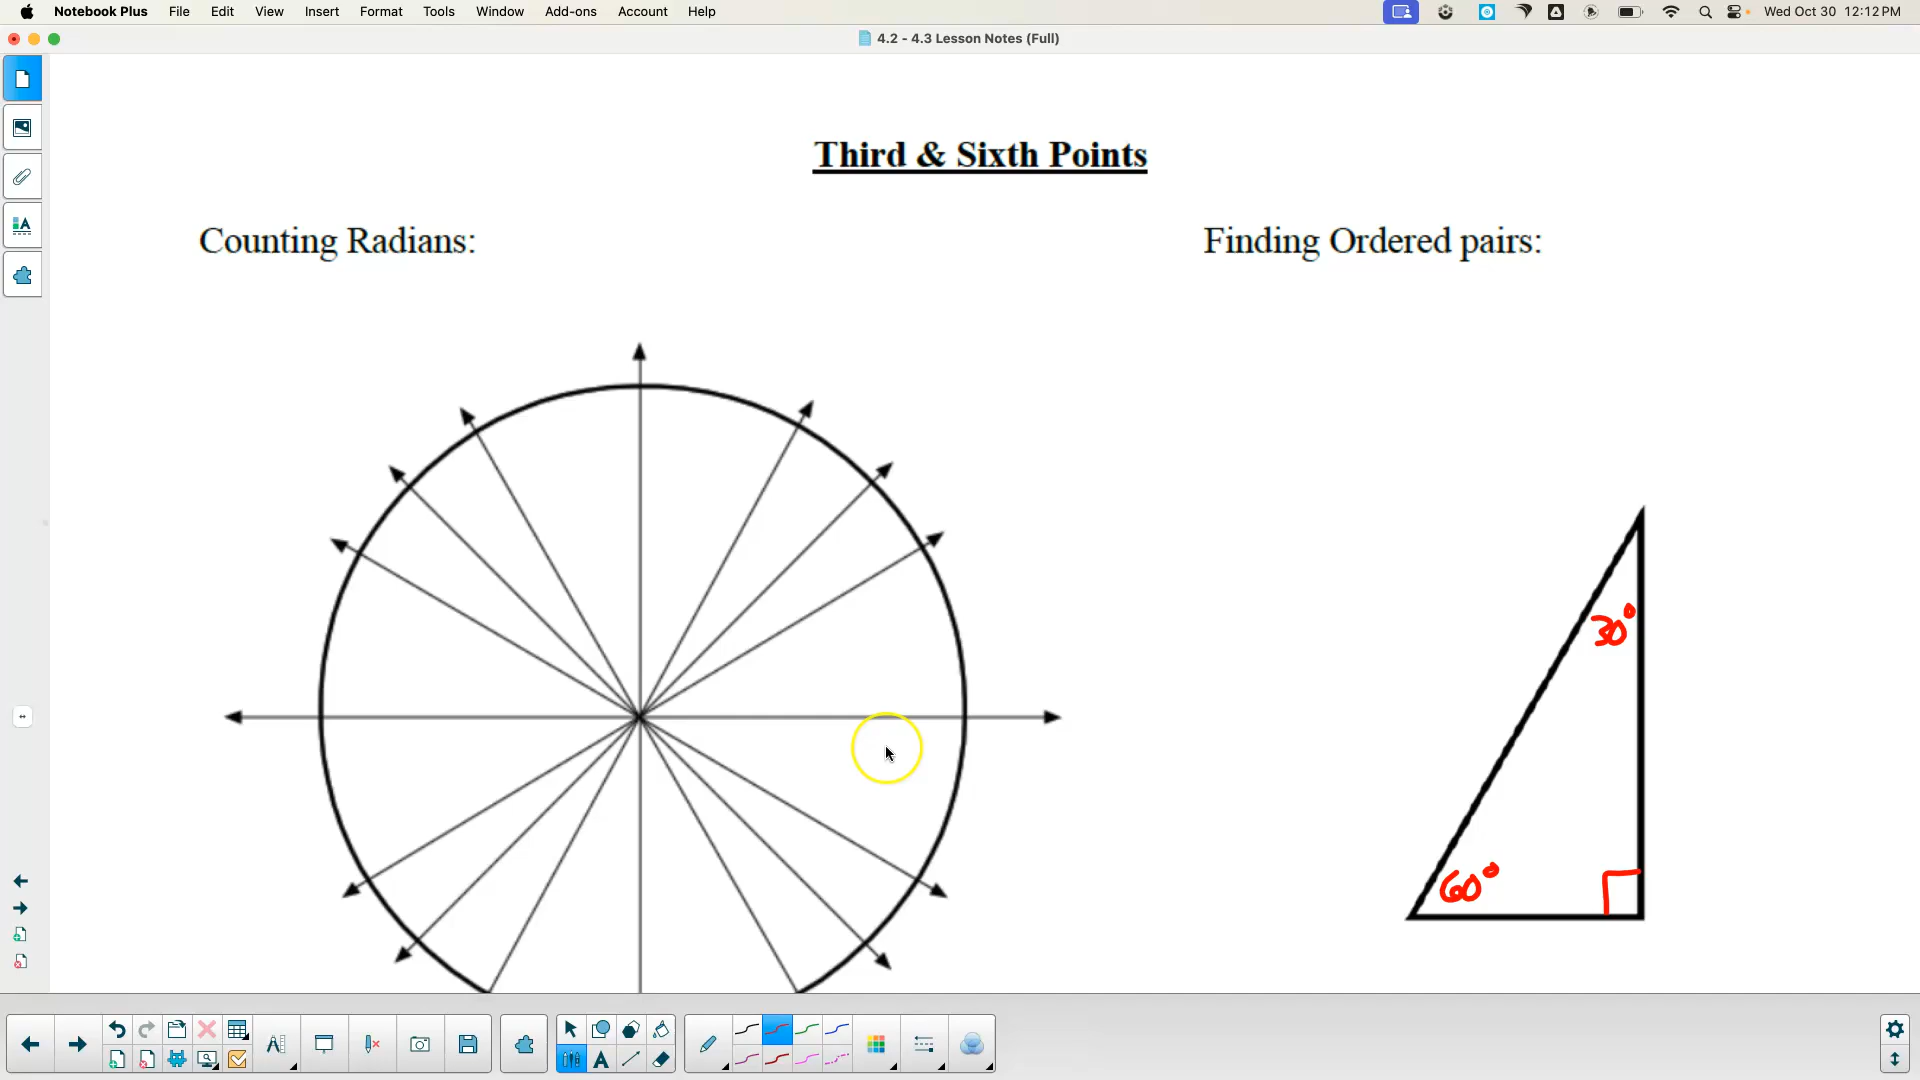 Notebook Plus File Edit View Insert Format Tools Window Add-ons Account Help Wed Oct 30 12:12 PM
4.2 - 4.3 Lesson Notes (Full)
Third & Sixth Points
Counting Radians:
Finding Ordered pairs:
30°
60°